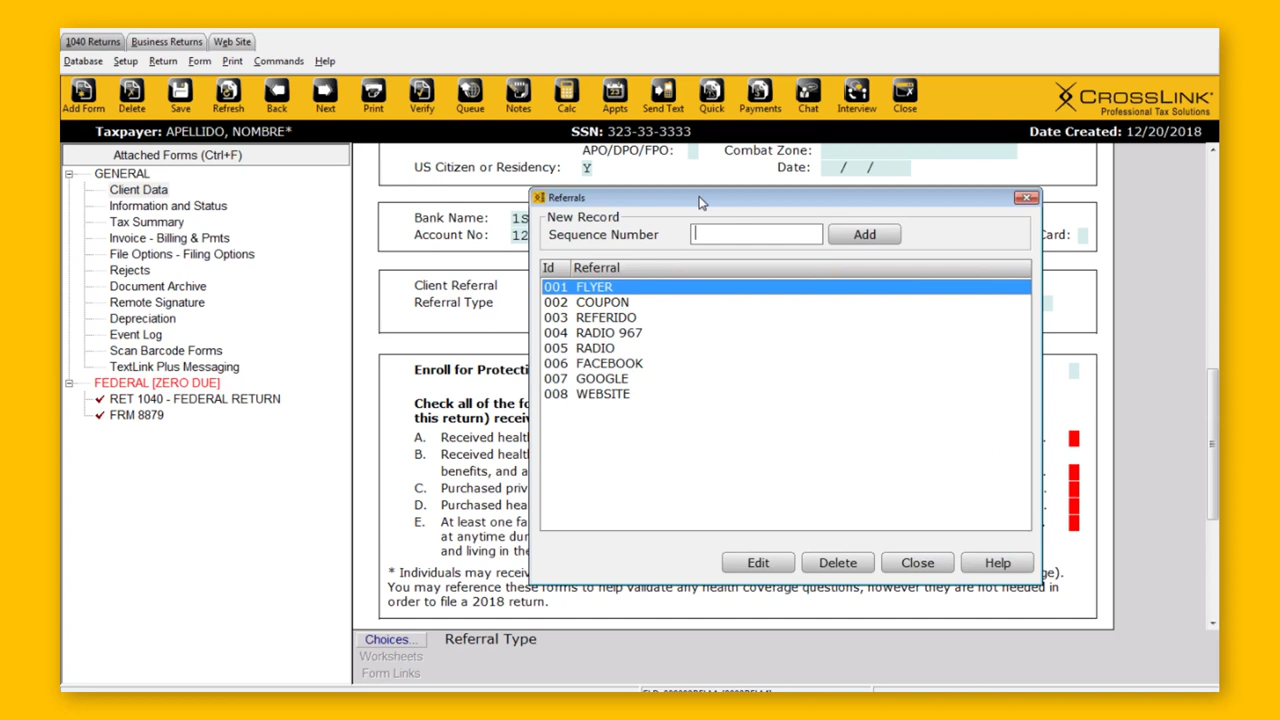 1040 Returns Business Returns Web Site
Database Setup Return Form Print Commands Help
Add Form Delete Save Refresh Back Next Print Verify Queue Notes Calc Appts Send Text Quick Payments Chat Interview Close
CROSSLINK
Professional Tax Solutions
Taxpayer: APELLIDO, NOMBRE* SSN: 323-33-3333 Date Created: 12/20/2018
Attached Forms (Ctrl+F)
GENERAL
Client Data
Information and Status
Tax Summary
Invoice - Billing & Pmts
File Options - Filing Options
Rejects
Document Archive
Remote Signature
Depreciation
Event Log
Scan Barcode Forms
TextLink Plus Messaging
FEDERAL [ZERO DUE]
RET 1040 - FEDERAL RETURN
FRM 8879
APO/DPO/FPO: Combat Zone:
US Citizen or Residency: Y Date: / /
Bank Name: 1S
Account No: 12 Card:
Client Referral
Referral Type
Enroll for Protecti
Check all of the fo
this return) recei
A. Received healt
B. Received healt
benefits, and a
C. Purchased priv
D. Purchased hea
E. At least one fa
at anytime dur
and living in the
* Individuals may receiv ge).
You may reference these forms to help validate any health coverage questions, however they are not needed in
order to file a 2018 return.
Referrals
New Record
Sequence Number Add
Id Referral
001 FLYER
002 COUPON
003 REFERIDO
004 RADIO 967
005 RADIO
006 FACEBOOK
007 GOOGLE
008 WEBSITE
Edit Delete Close Help
Choices... Referral Type
Worksheets
Form Links